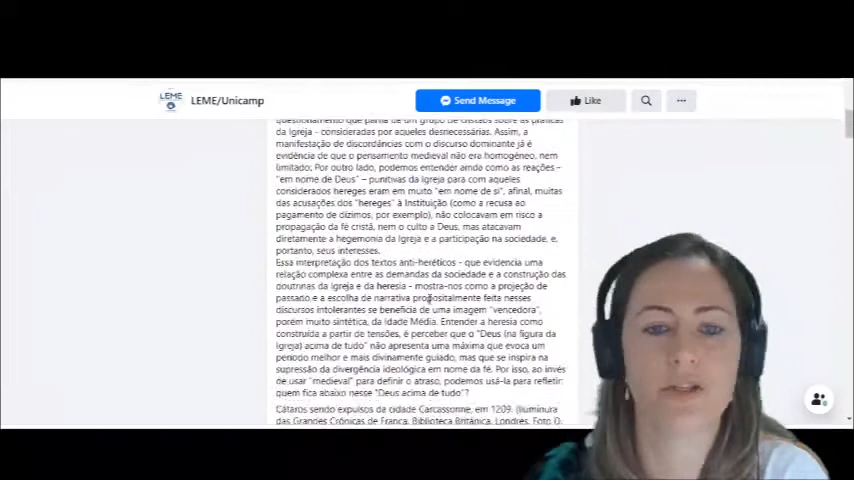 LEME
LEME/Unicamp
Send Message
Like
questionamento que partia de um grupo de cristãos sobre as práticas
da Igreja - consideradas por aqueles desnecessárias. Assim, a
manifestação de discordâncias com o discurso dominante já é
evidência de que o pensamento medieval não era homogêneo, nem
limitado; Por outro lado, podemos entender ainda como as reações -
"em nome de Deus" – punitivas da Igreja para com aqueles
considerados hereges eram em muito "em nome de si", afinal, muitas
das acusações dos "hereges" à Instituição (como a recusa ao
pagamento de dízimos, por exemplo), não colocavam em risco a
propagação da fé cristã, nem o culto a Deus, mas atacavam
diretamente a hegemonia da Igreja e a participação na sociedade, e,
portanto, seus interesses.
Essa interpretação dos textos anti-heréticos - que evidencia uma
relação complexa entre as demandas da sociedade e a construção das
doutrinas da Igreja e da heresia - mostra-nos como a projeção de
passado e a escolha de narrativa propositalmente feita nesses
discursos intolerantes se beneficia de uma imagem "vencedora",
porém muito sintética, da Idade Média. Entender a heresia como
construída a partir de tensões, é perceber que o "Deus (na figura da
Igreja) acima de tudo" não apresenta uma máxima que evoca um
período melhor e mais divinamente guiado, mas que se inspira na
supressão da divergência ideológica em nome da fé. Por isso, ao invés
de usar "medieval" para definir o atraso, podemos usá-la para refletir:
quem fica abaixo nesse "Deus acima de tudo"?
Cátaros sendo expulsos da cidade Carcassonne, em 1209. (Iluminura
das Grandes Crônicas de França, Biblioteca Britânica, Londres. Foto ©